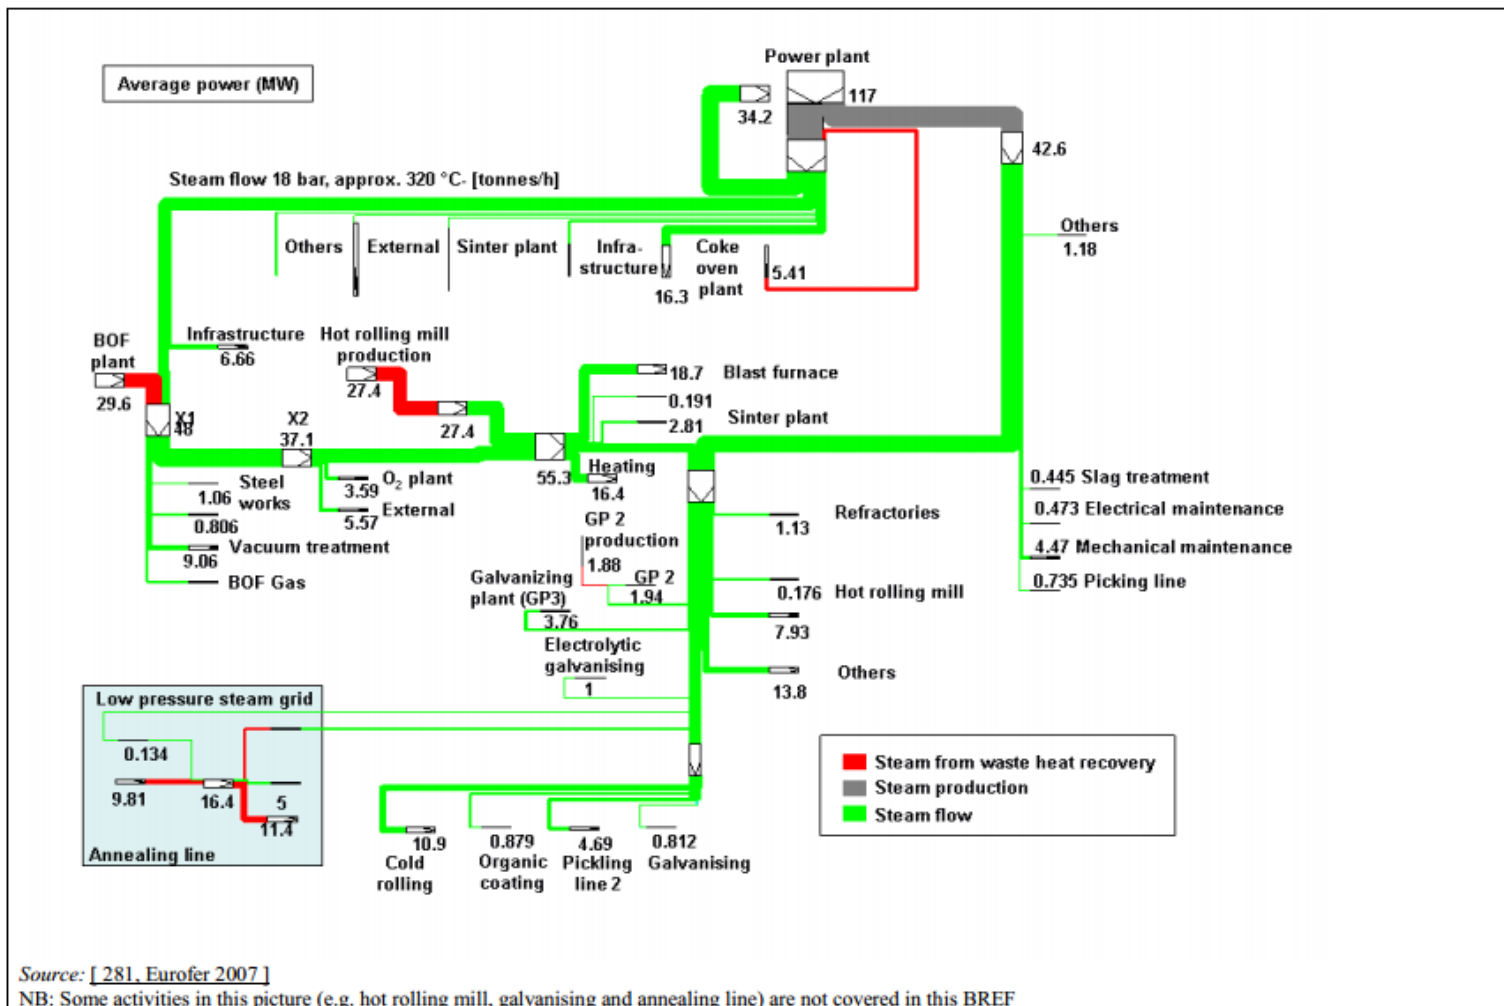 Power plant
Average power (MW)
117
34.2
42.6
Steam flow 18 bar, approx. 320 °C- [tonnes/h]
Others
1.18
Others
External
Sinter plant
Infra-
structure
16.3
Coke
oven
plant
5.41
BOF
plant
29.6
Infrastructure
6.66
Hot rolling mill
production
27.4
27.4
18.7
Blast furnace
0.191
2.81
Sinter plant
X1
48
X2
37.1
55.3
Heating
16.4
Steel
works
1.06
0.806
Vacuum treatment
9.06
BOF Gas
O2 plant
3.59
External
5.57
0.445 Slag treatment
0.473 Electrical maintenance
4.47 Mechanical maintenance
0.735 Picking line
GP 2
production
1.88
GP 2
1.94
Galvanizing
plant (GP3)
3.76
Electrolytic
galvanising
1
Refractories
1.13
0.176
Hot rolling mill
7.93
Others
13.8
Low pressure steam grid
0.134
9.81
16.4
5
11.4
Annealing line
Steam from waste heat recovery
Steam production
Steam flow
10.9
Cold
rolling
0.879
Organic
coating
4.69
Pickling
line 2
0.812
Galvanising
Source: [ 281, Eurofer 2007 ]
NB: Some activities in this picture (e.g. hot rolling mill, galvanising and annealing line) are not covered in this BREF